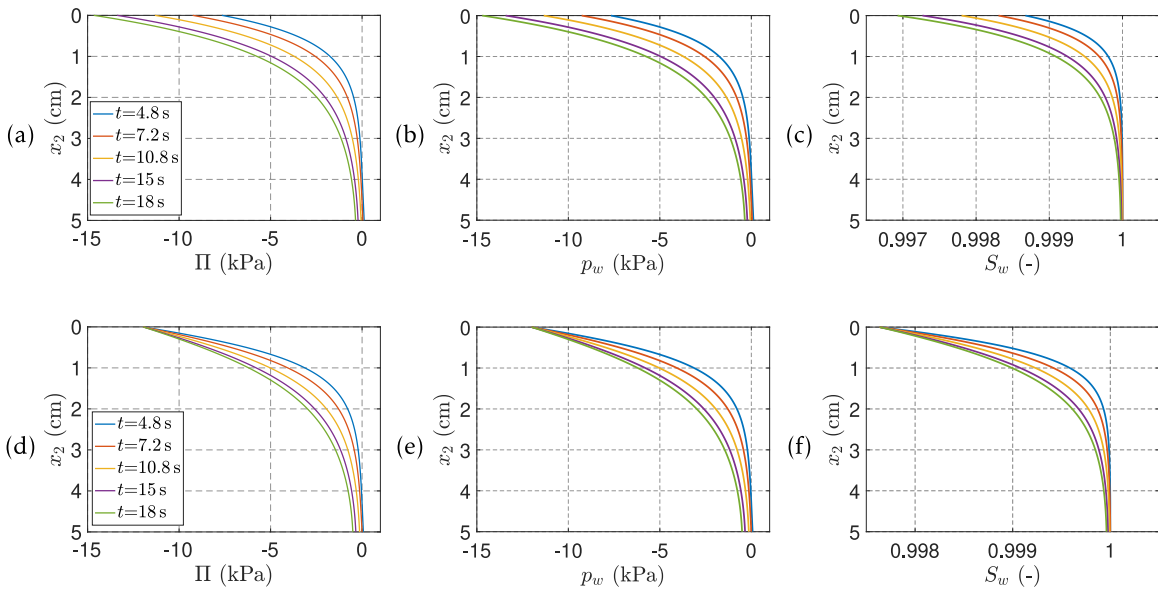 (a)
x₂ (cm)
0
1
2
3
4
5
t=4.8 s
t=7.2 s
t=10.8 s
t=15 s
t=18 s
-15
-10
-5
0
Π (kPa)
(b)
x₂ (cm)
0
1
2
3
4
5
-15
-10
-5
0
p_w (kPa)
(c)
x₂ (cm)
0
1
2
3
4
5
0.997
0.998
0.999
1
S_w (-)
(d)
x₂ (cm)
0
1
2
3
4
5
t=4.8 s
t=7.2 s
t=10.8 s
t=15 s
t=18 s
-15
-10
-5
0
Π (kPa)
(e)
x₂ (cm)
0
1
2
3
4
5
-15
-10
-5
0
p_w (kPa)
(f)
x₂ (cm)
0
1
2
3
4
5
0.998
0.999
1
S_w (-)